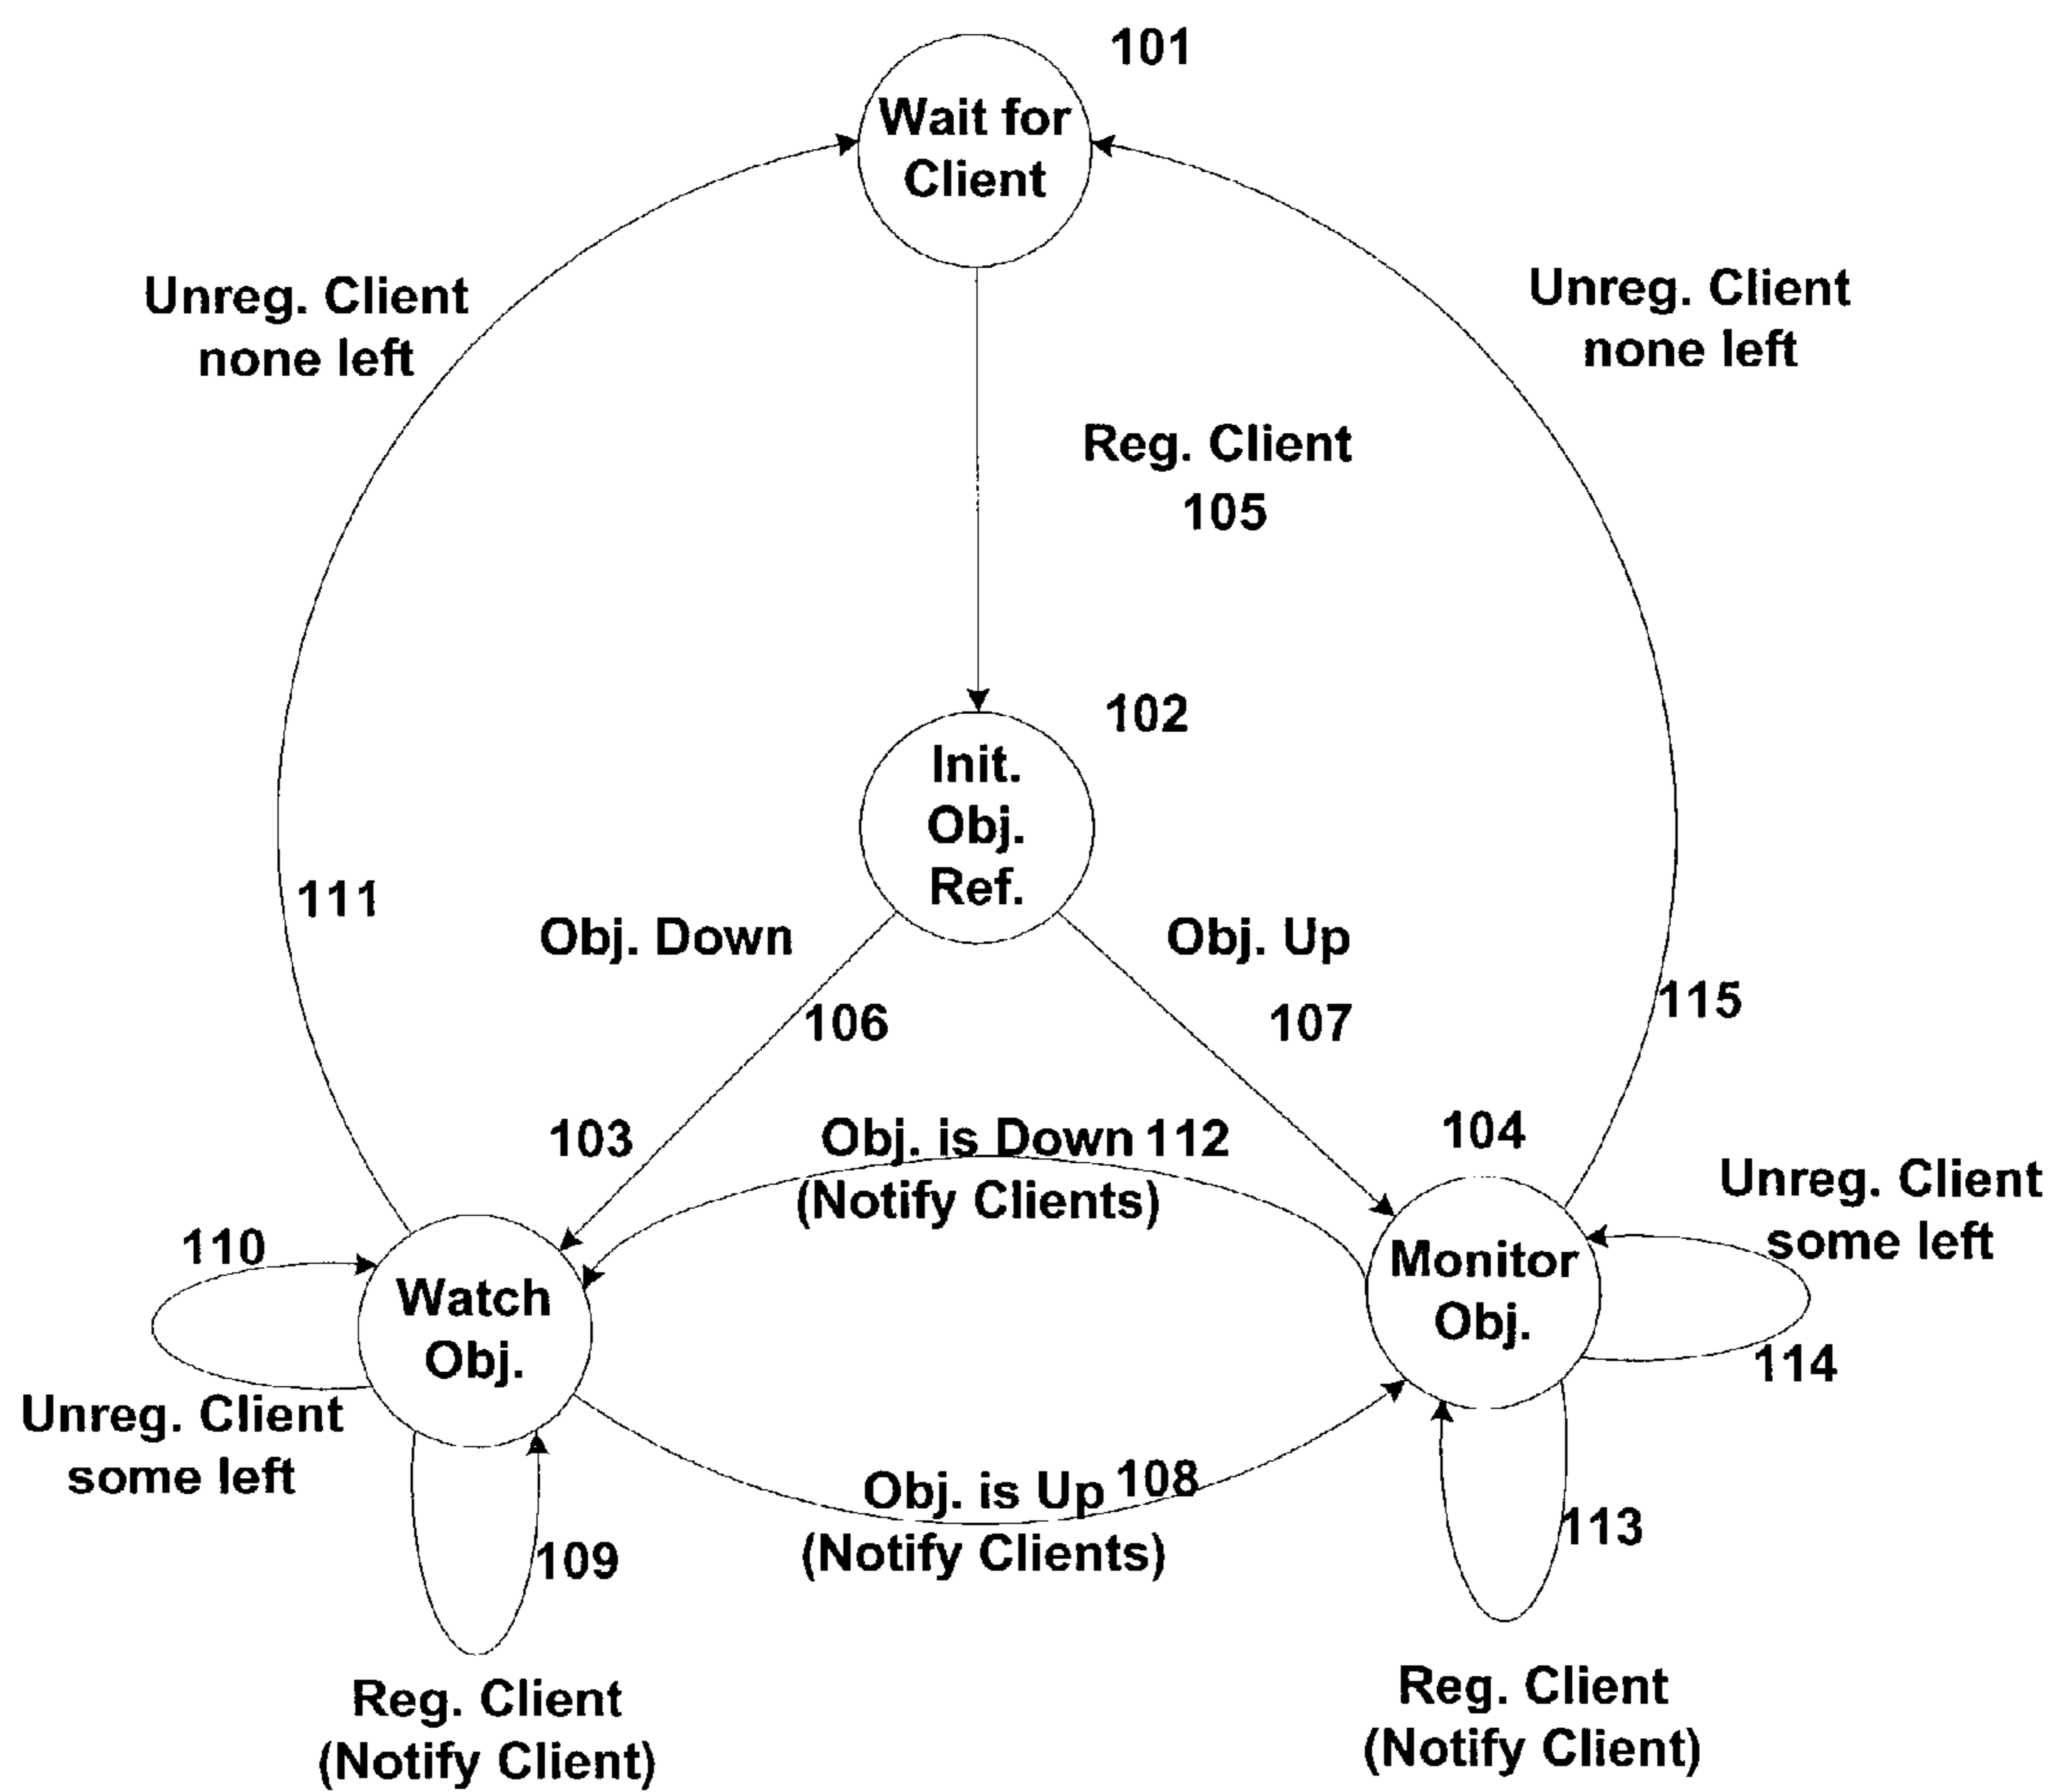 101
Wait for
Client
Unreg. Client
none left
Unreg. Client
none left
Reg. Client
105
102
Init.
Obj.
Ref.
111
Obj. Down
Obj. Up
106
107
115
103
Obj. is Down 112
(Notify Clients)
104
Unreg. Client
some left
110
Watch
Obj.
Monitor
Obj.
114
Unreg. Client
some left
Obj. is Up 108
(Notify Clients)
109
113
Reg. Client
(Notify Client)
Reg. Client
(Notify Client)